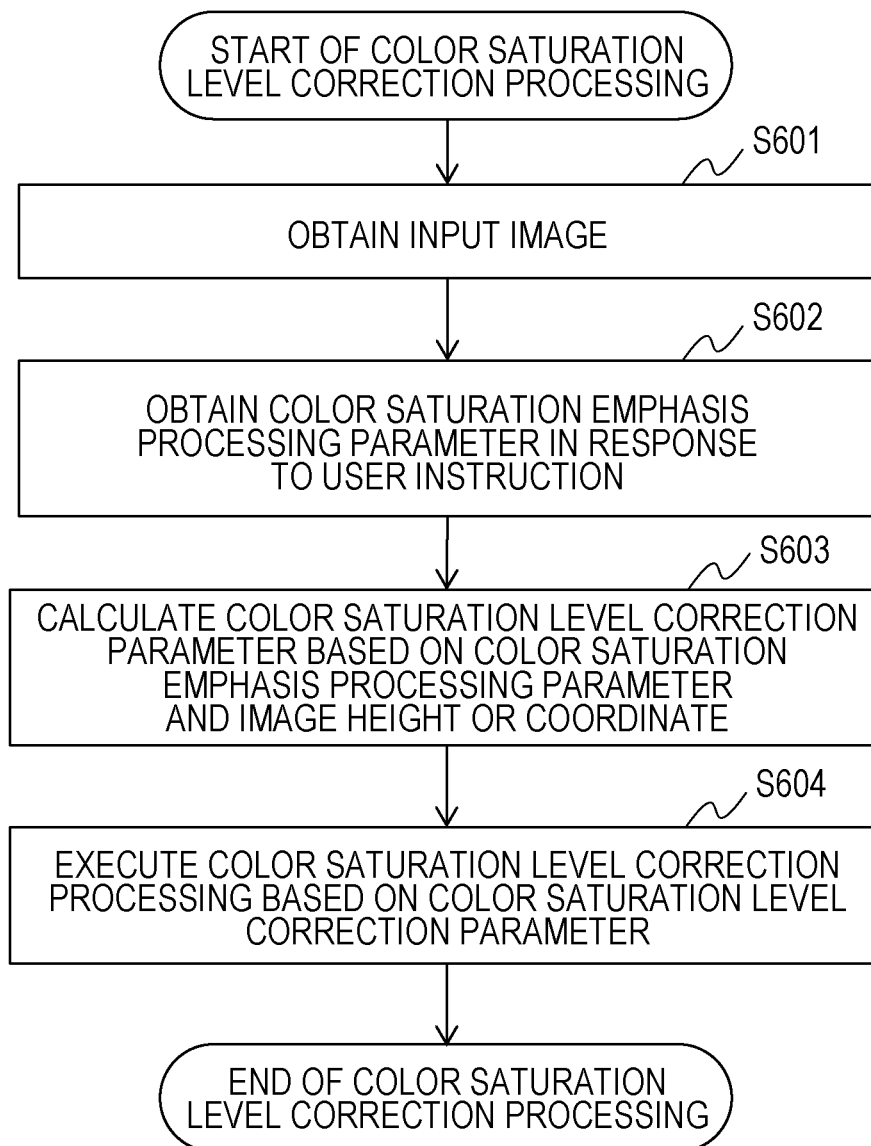 START OF COLOR SATURATION
LEVEL CORRECTION PROCESSING
S601
OBTAIN INPUT IMAGE
S602
OBTAIN COLOR SATURATION EMPHASIS
PROCESSING PARAMETER IN RESPONSE
TO USER INSTRUCTION
S603
CALCULATE COLOR SATURATION LEVEL CORRECTION
PARAMETER BASED ON COLOR SATURATION
EMPHASIS PROCESSING PARAMETER
AND IMAGE HEIGHT OR COORDINATE
S604
EXECUTE COLOR SATURATION LEVEL CORRECTION
PROCESSING BASED ON COLOR SATURATION LEVEL
CORRECTION PARAMETER
END OF COLOR SATURATION
LEVEL CORRECTION PROCESSING